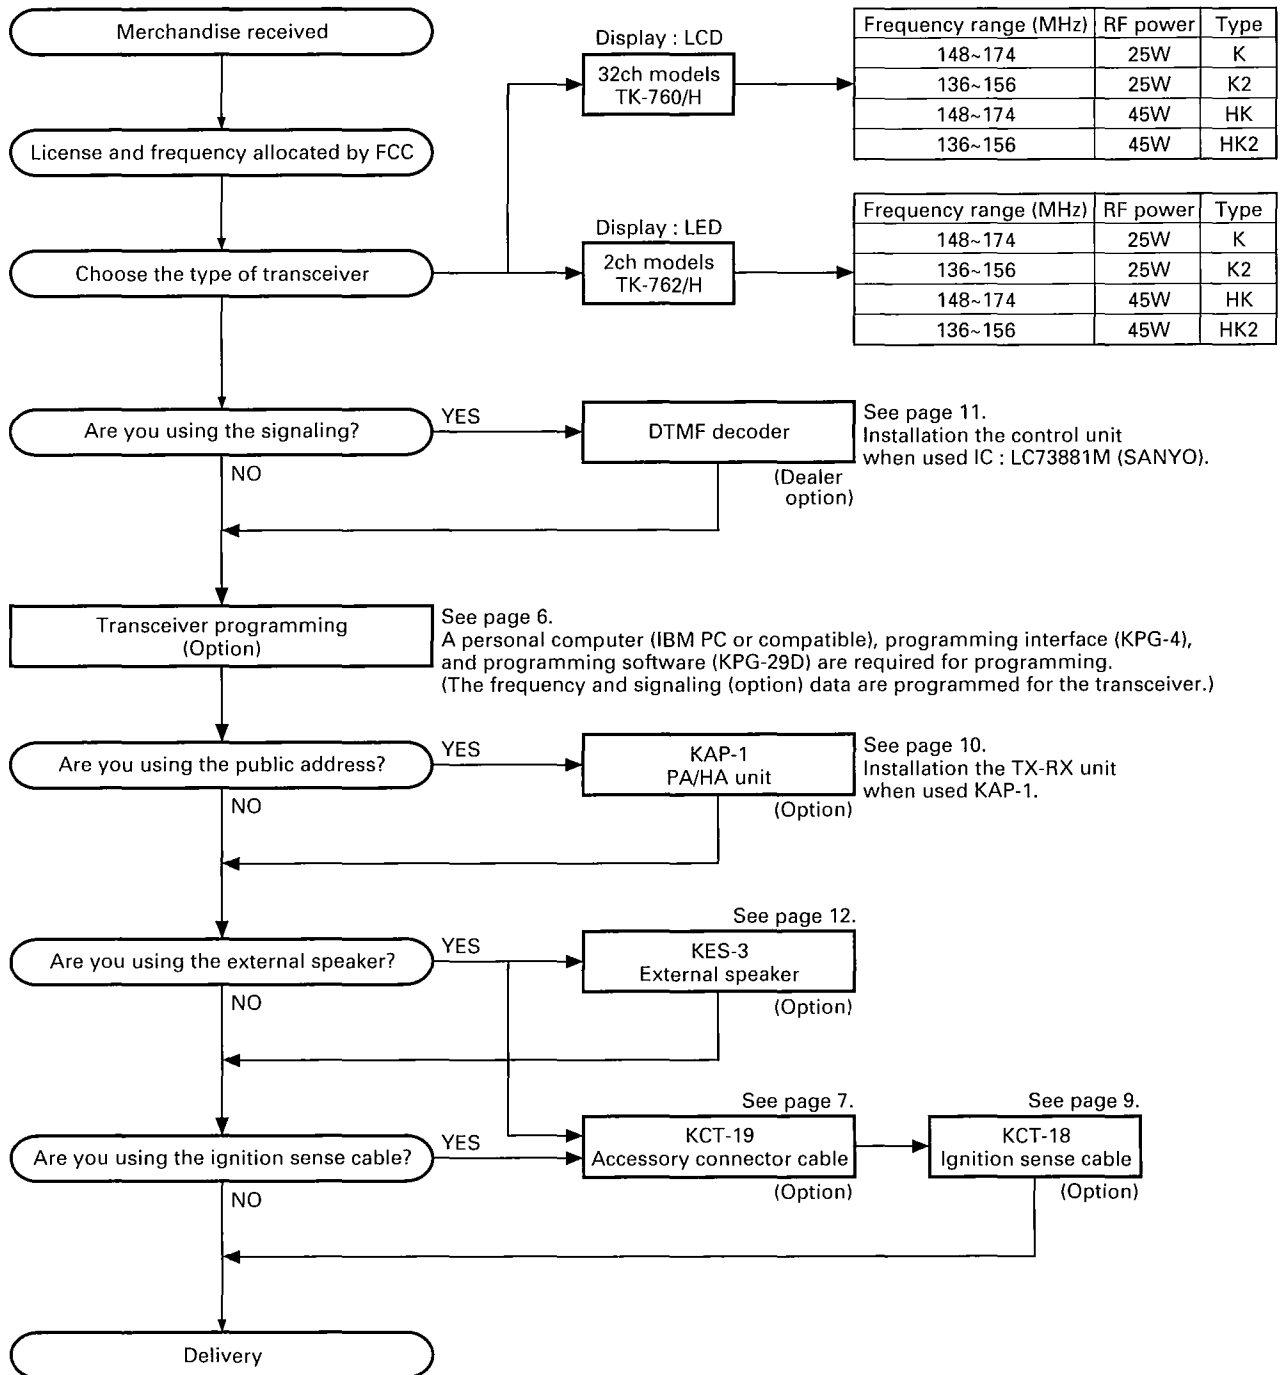 Merchandise received
License and frequency allocated by FCC
Choose the type of transceiver
Display : LCD
32ch models
TK-760/H
Frequency range (MHz) RF power Type
148~174 25W K
136~156 25W K2
148~174 45W HK
136~156 45W HK2
Display : LED
2ch models
TK-762/H
Frequency range (MHz) RF power Type
148~174 25W K
136~156 25W K2
148~174 45W HK
136~156 45W HK2
Are you using the signaling?
YES
NO
DTMF decoder
(Dealer
option)
See page 11.
Installation the control unit
when used IC : LC73881M (SANYO).
Transceiver programming
(Option)
See page 6.
A personal computer (IBM PC or compatible), programming interface (KPG-4),
and programming software (KPG-29D) are required for programming.
(The frequency and signaling (option) data are programmed for the transceiver.)
Are you using the public address?
YES
NO
KAP-1
PA/HA unit
(Option)
See page 10.
Installation the TX-RX unit
when used KAP-1.
Are you using the external speaker?
YES
NO
See page 12.
KES-3
External speaker
(Option)
Are you using the ignition sense cable?
YES
NO
See page 7.
KCT-19
Accessory connector cable
(Option)
See page 9.
KCT-18
Ignition sense cable
(Option)
Delivery